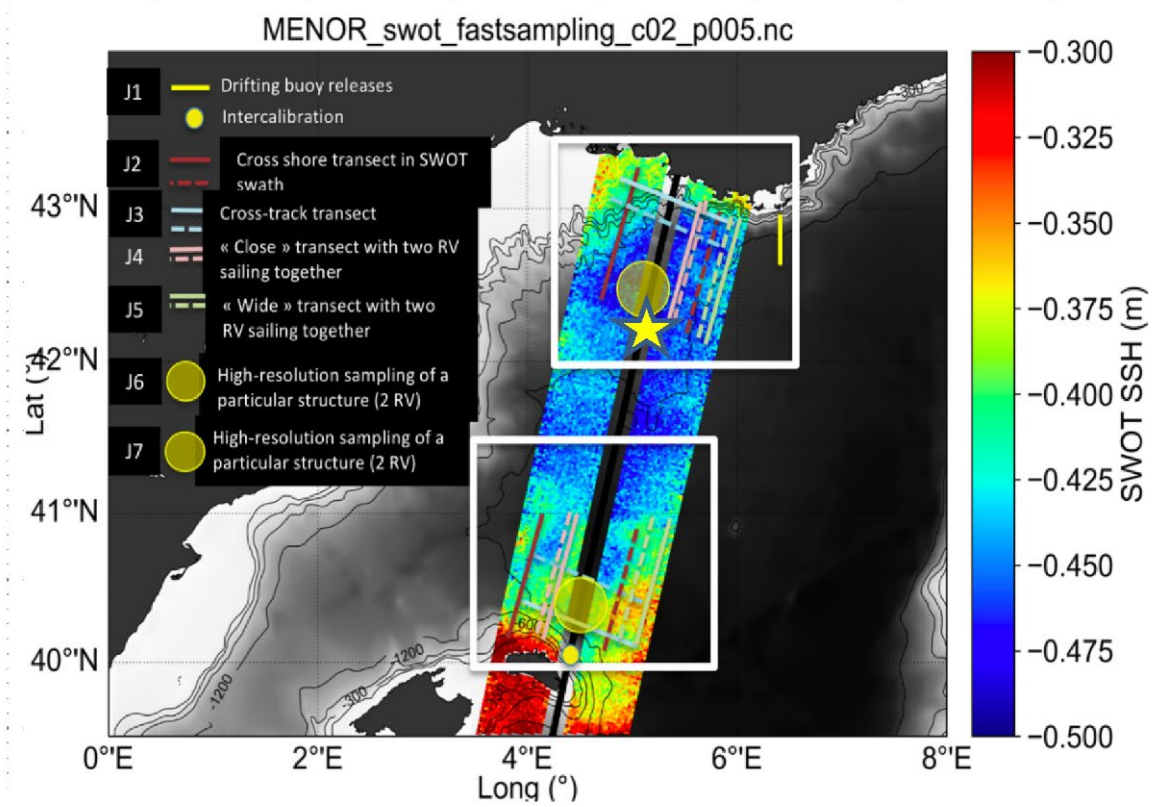 MENOR_swot_fastsampling_c02_p005.nc
J1
Drifting buoy releases
Intercalibration
J2
Cross shore transect in SWOT
swath
J3
Cross-track transect
J4
« Close » transect with two RV
sailing together
J5
« Wide » transect with two
RV sailing together
J6
High-resolution sampling of a
particular structure (2 RV)
J7
High-resolution sampling of a
particular structure (2 RV)
43°N
42°N
41°N
40°N
0°E
2°E
4°E
6°E
8°E
Long (°)
-300
-600
-1200
-1200
-300
−0.300
−0.325
−0.350
−0.375
−0.400
−0.425
−0.450
−0.475
−0.500
SWOT SSH (m)